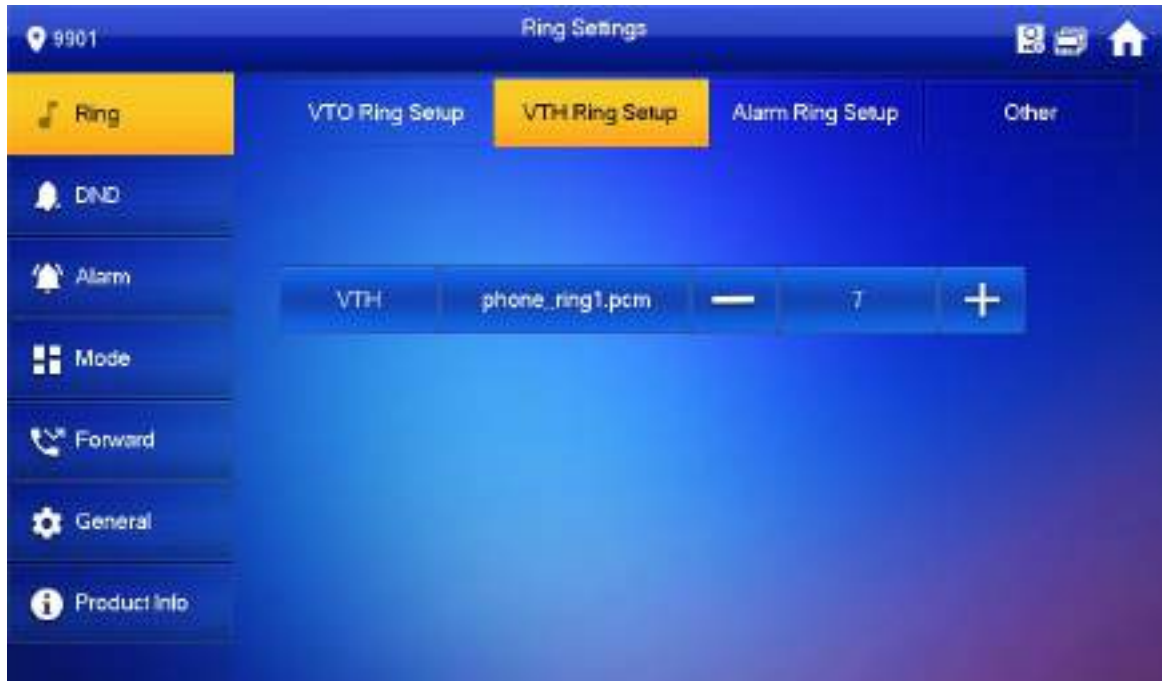 9901
Ring Settings
Ring
VTO Ring Setup
VTH Ring Setup
Alarm Ring Setup
Other
DND
Alarm
VTH
phone_ring1.pcm
7
Mode
Forward
General
Product Info